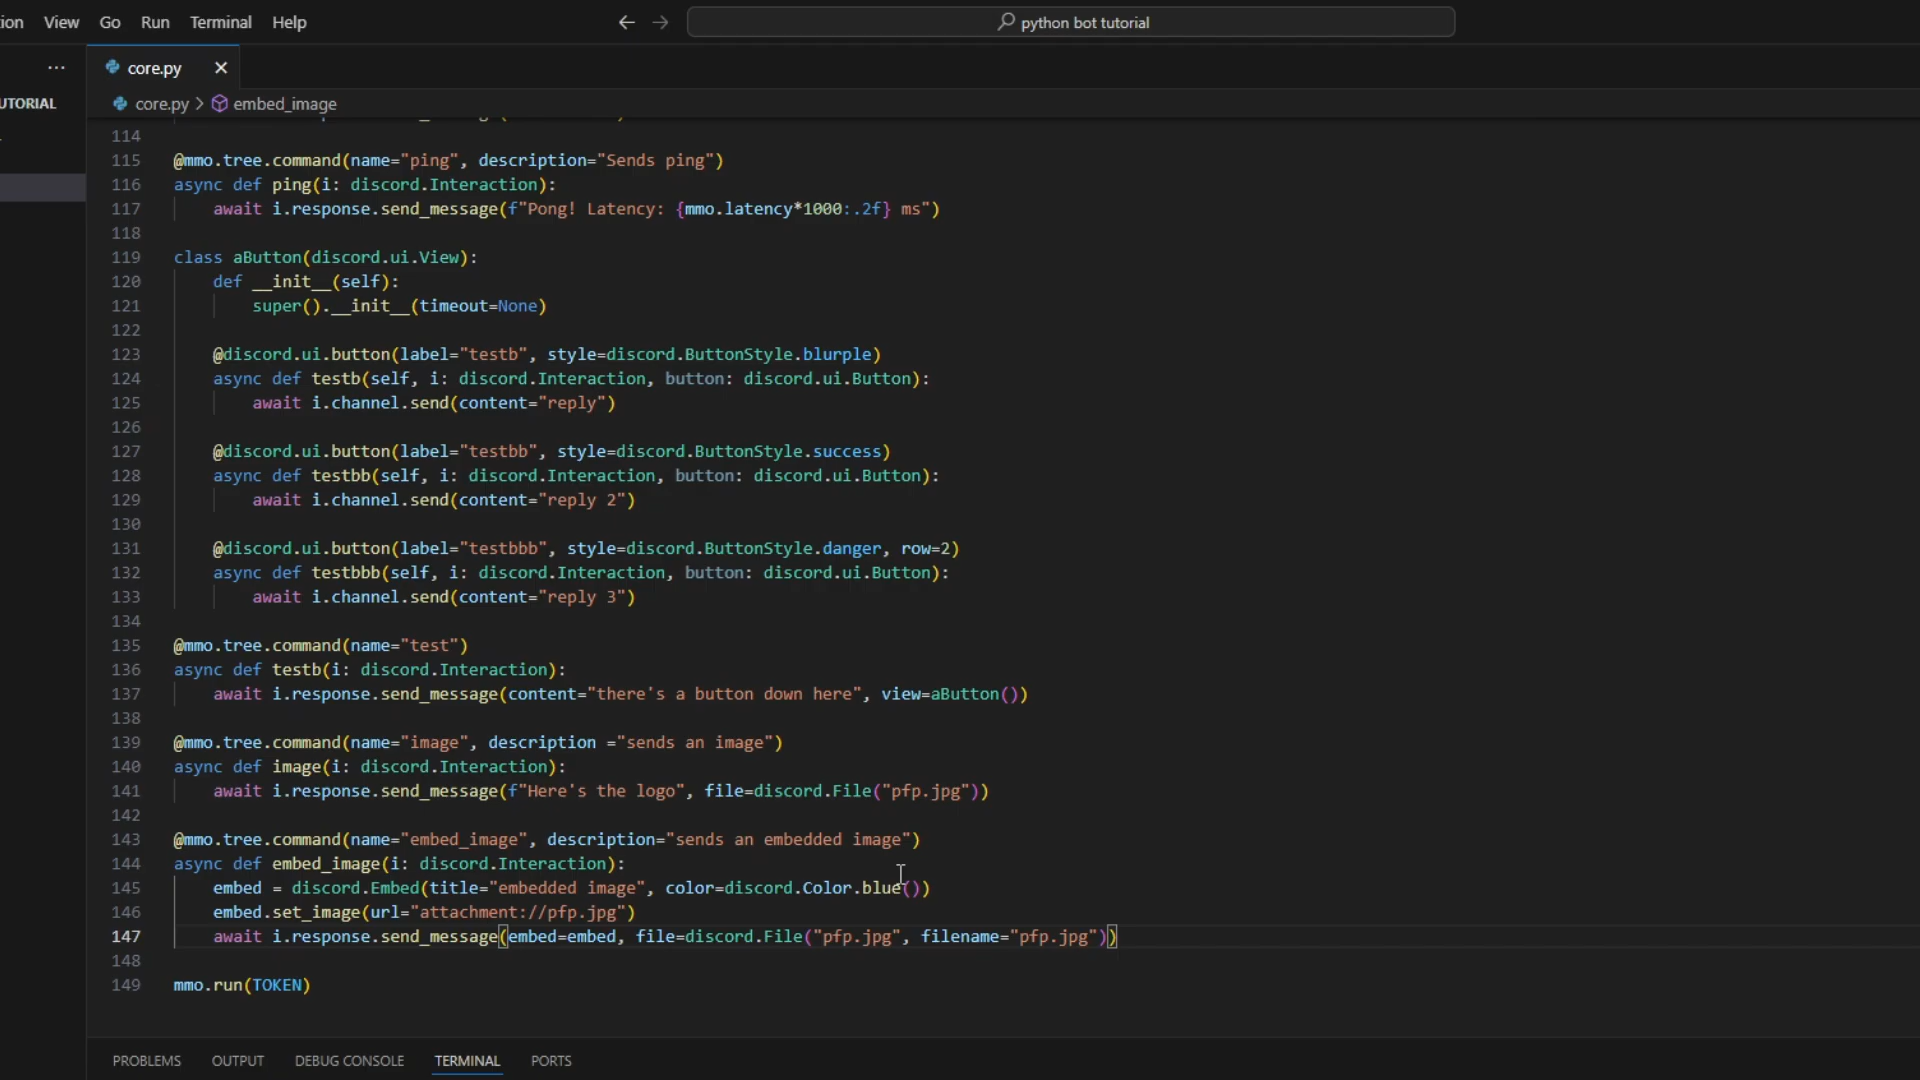 ion View Go Run Terminal Help
python bot tutorial
core.py
UTORIAL
core.py > embed_image
114
115 @mmo.tree.command(name="ping", description="Sends ping")
116 async def ping(i: discord.Interaction):
117     await i.response.send_message(f"Pong! Latency: {mmo.latency*1000:.2f} ms")
118
119 class aButton(discord.ui.View):
120     def __init__(self):
121         super().__init__(timeout=None)
122
123     @discord.ui.button(label="testb", style=discord.ButtonStyle.blurple)
124     async def testb(self, i: discord.Interaction, button: discord.ui.Button):
125         await i.channel.send(content="reply")
126
127     @discord.ui.button(label="testbb", style=discord.ButtonStyle.success)
128     async def testbb(self, i: discord.Interaction, button: discord.ui.Button):
129         await i.channel.send(content="reply 2")
130
131     @discord.ui.button(label="testbbb", style=discord.ButtonStyle.danger, row=2)
132     async def testbbb(self, i: discord.Interaction, button: discord.ui.Button):
133         await i.channel.send(content="reply 3")
134
135 @mmo.tree.command(name="test")
136 async def testb(i: discord.Interaction):
137     await i.response.send_message(content="there's a button down here", view=aButton())
138
139 @mmo.tree.command(name="image", description ="sends an image")
140 async def image(i: discord.Interaction):
141     await i.response.send_message(f"Here's the logo", file=discord.File("pfp.jpg"))
142
143 @mmo.tree.command(name="embed_image", description="sends an embedded image")
144 async def embed_image(i: discord.Interaction):
145     embed = discord.Embed(title="embedded image", color=discord.Color.blue())
146     embed.set_image(url="attachment://pfp.jpg")
147     await i.response.send_message(embed=embed, file=discord.File("pfp.jpg", filename="pfp.jpg"))
148
149 mmo.run(TOKEN)
PROBLEMS OUTPUT DEBUG CONSOLE TERMINAL PORTS